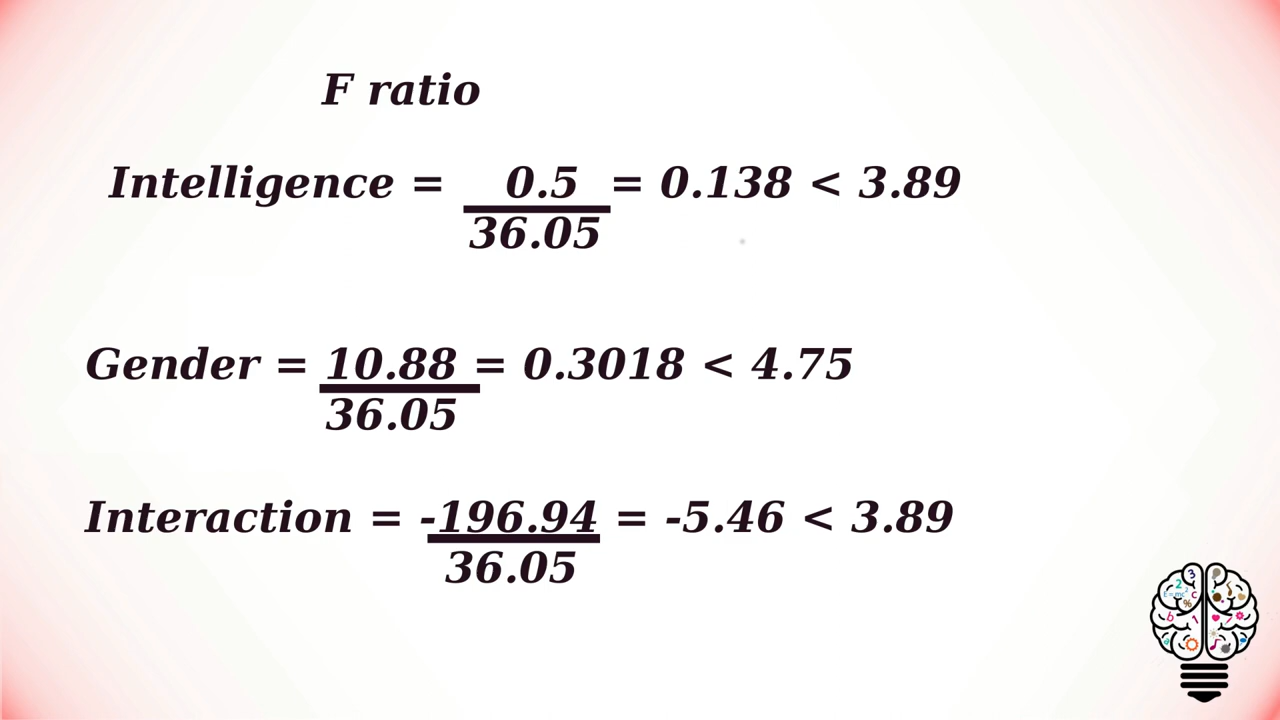 F ratio
Intelligence = 0.5 = 0.138 < 3.89
36.05
Gender = 10.88 = 0.3018 < 4.75
36.05
Interaction = -196.94 = -5.46 < 3.89
36.05